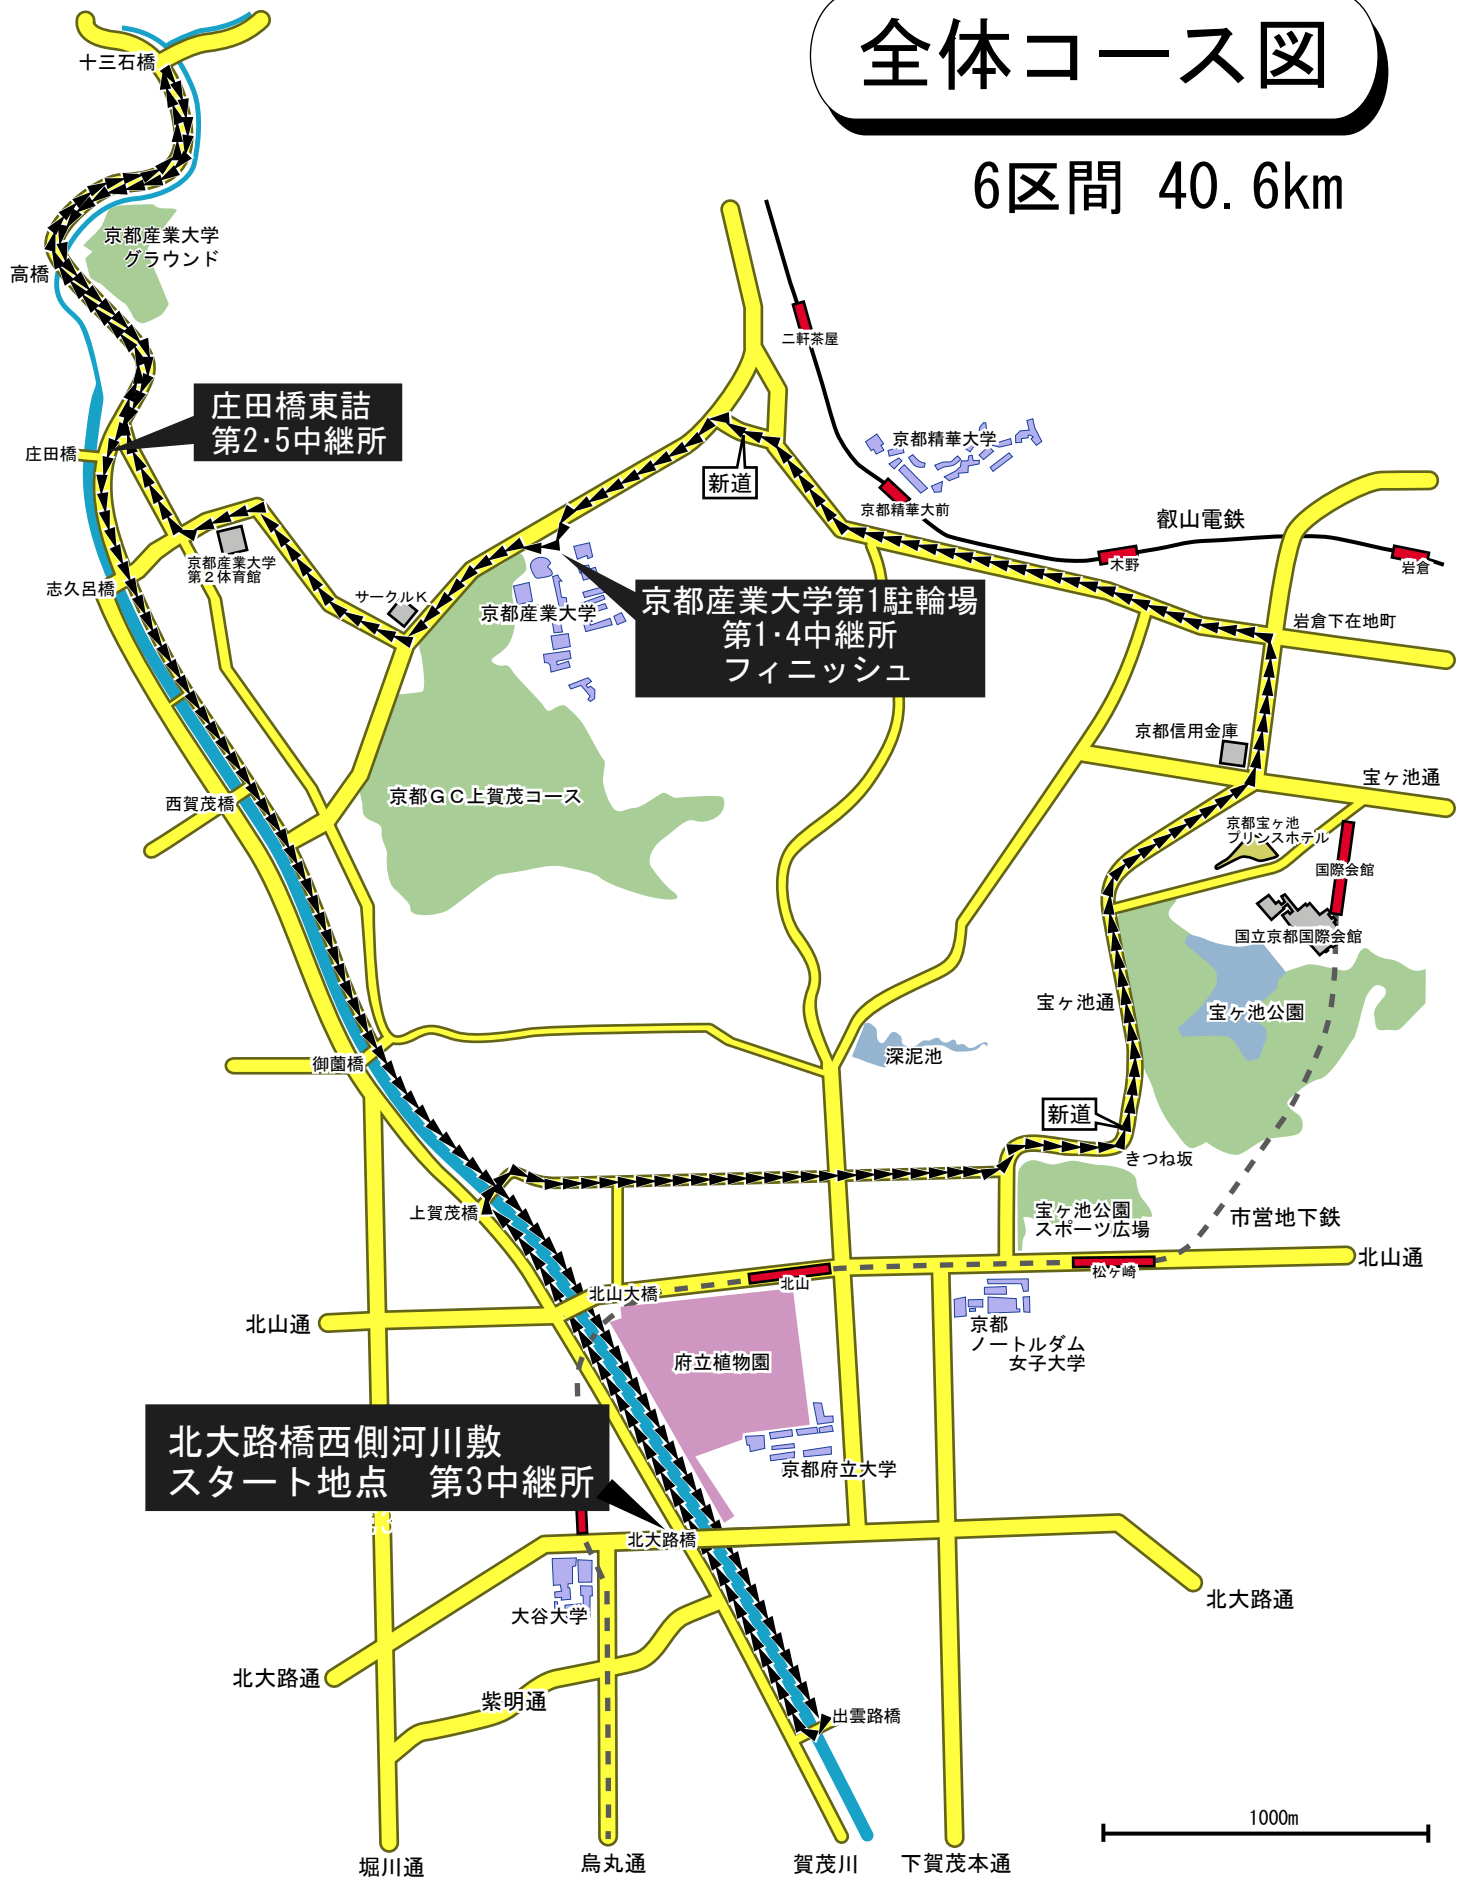 全体コース図
6区間 40.6km
十三石橋
京都産業大学
グラウンド
高橋
二軒茶屋
庄田橋東詰
第2・5中継所
庄田橋
新道
京都精華大学
京都精華大前
叡山電鉄
木野
岩倉
京都産業大学
第2体育館
志久呂橋
サークルK
京都産業大学
京都産業大学第1駐輪場
第1・4中継所
フィニッシュ
岩倉下在地町
京都信用金庫
宝ヶ池通
西賀茂橋
京都GC上賀茂コース
京都宝ヶ池
プリンスホテル
国際会館
国立京都国際会館
宝ヶ池通
宝ヶ池公園
御薗橋
深泥池
新道
きつね坂
上賀茂橋
宝ヶ池公園
スポーツ広場
市営地下鉄
北山通
北山大橋
北山
松ヶ崎
北山通
京都
ノートルダム
女子大学
府立植物園
北大路橋西側河川敷
スタート地点 第3中継所
京都府立大学
北大路橋
大谷大学
北大路通
北大路通
紫明通
出雲路橋
1000m
堀川通
烏丸通
賀茂川
下賀茂本通